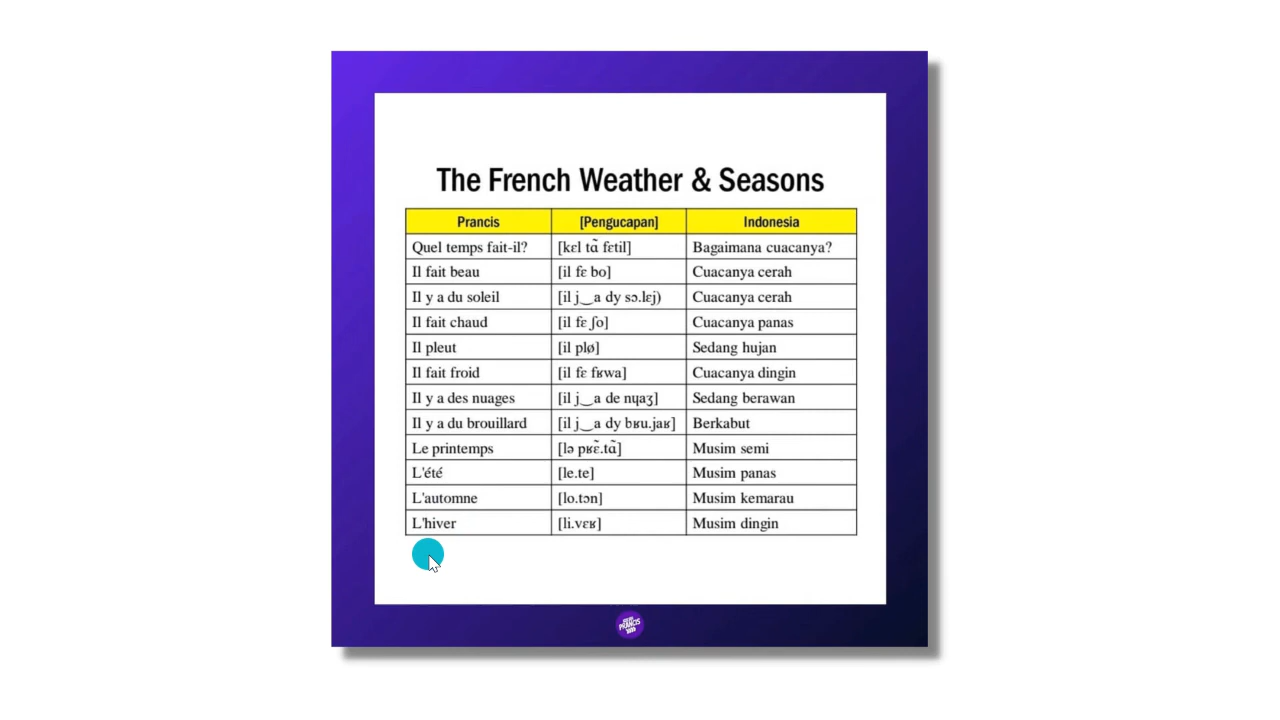 The French Weather & Seasons
Prancis [Pengucapan] Indonesia
Quel temps fait-il? [kɛl tɑ̃ fɛtil] Bagaimana cuacanya?
Il fait beau [il fɛ bo] Cuacanya cerah
Il y a du soleil [il j‿a dy sɔ.lɛj) Cuacanya cerah
Il fait chaud [il fɛ ʃo] Cuacanya panas
Il pleut [il plø] Sedang hujan
Il fait froid [il fɛ fʁwa] Cuacanya dingin
Il y a des nuages [il j‿a de nɥaʒ] Sedang berawan
Il y a du brouillard [il j‿a dy bʁu.jaʁ] Berkabut
Le printemps [lə pʁɛ̃.tɑ̃] Musim semi
L'été [le.te] Musim panas
L'automne [lo.tɔn] Musim kemarau
L'hiver [li.vɛʁ] Musim dingin
PRANCIS